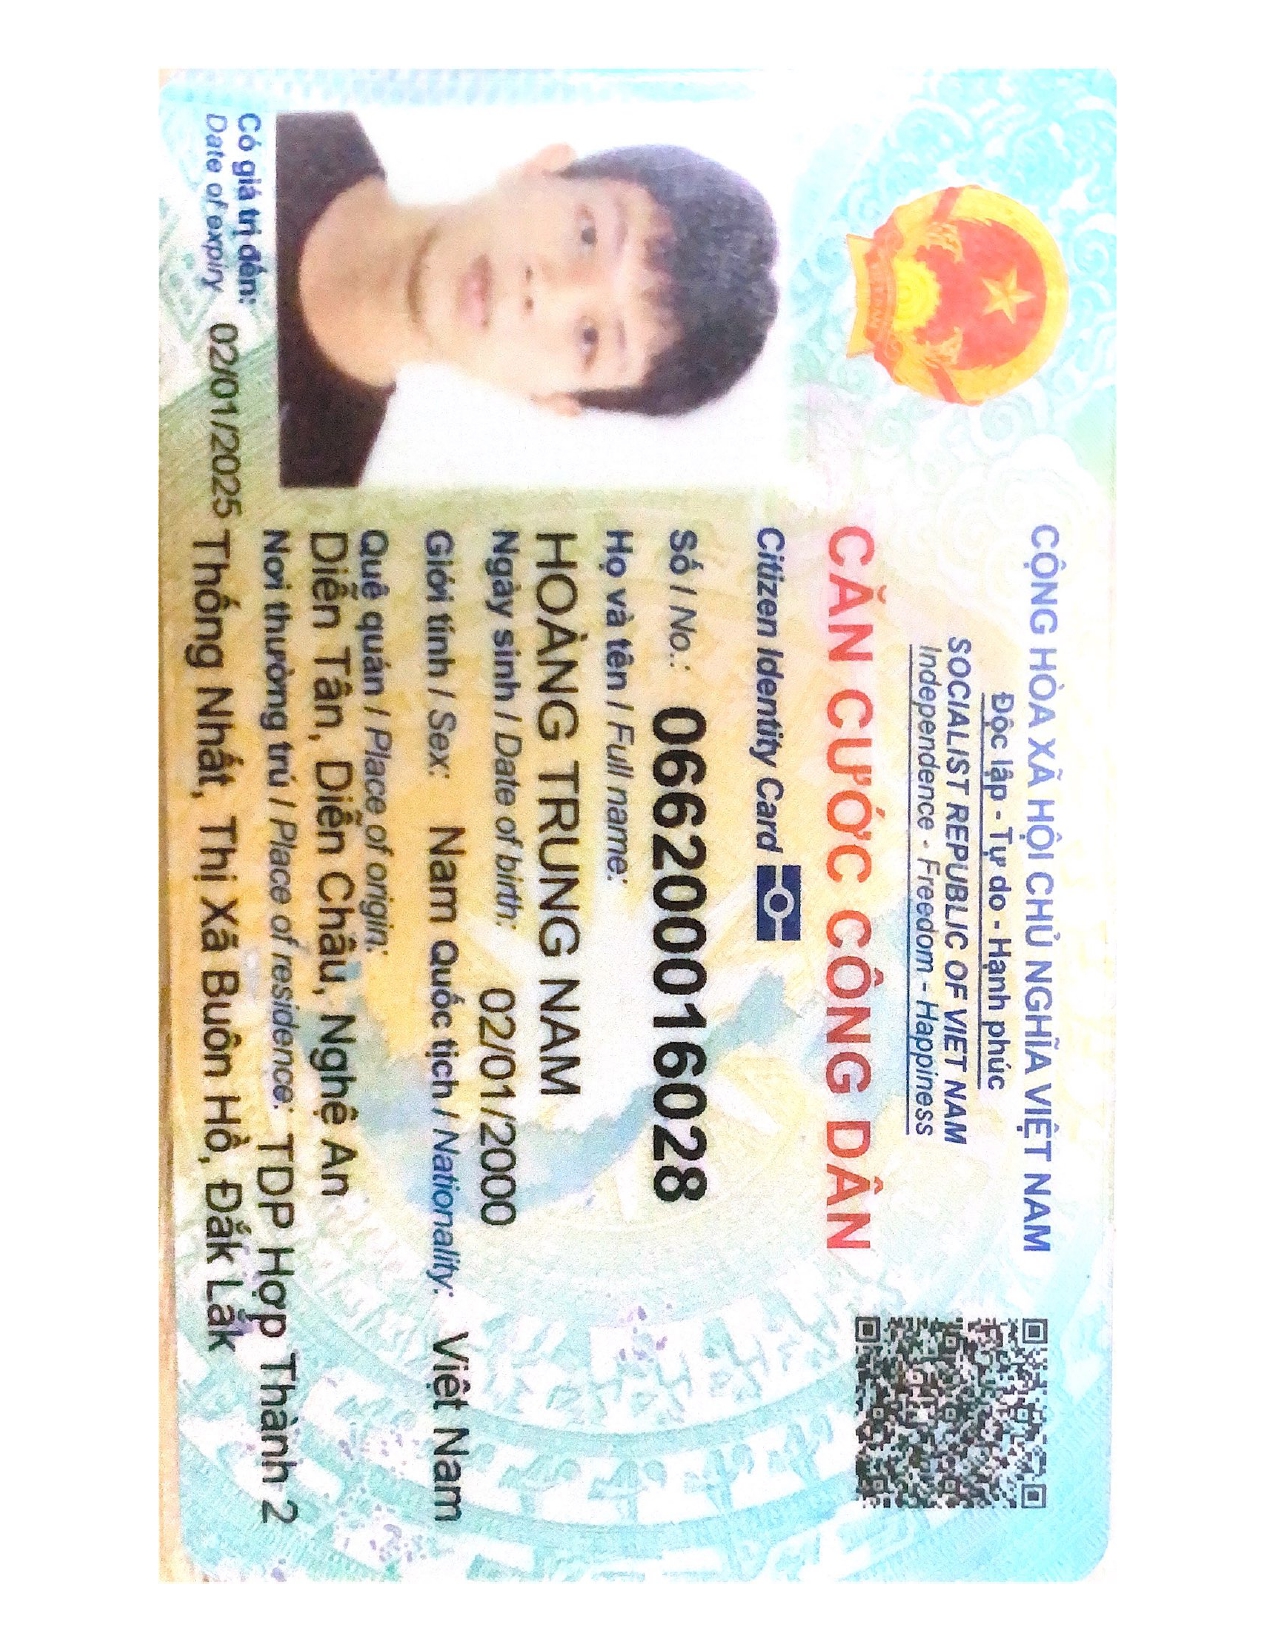 CỘNG HÒA XÃ HỘI CHỦ NGHĨA VIỆT NAM
Độc lập - Tự do - Hạnh phúc
SOCIALIST REPUBLIC OF VIET NAM
Independence - Freedom - Happiness
CĂN CƯỚC CÔNG DÂN
Citizen Identity Card
Số / No.: 066200016028
Họ và tên / Full name:
HOÀNG TRUNG NAM
Ngày sinh / Date of birth: 02/01/2000
Giới tính / Sex: Nam Quốc tịch / Nationality: Việt Nam
Quê quán / Place of origin:
Diễn Tân, Diễn Châu, Nghệ An
Nơi thường trú / Place of residence: TDP Hợp Thành 2
Thống Nhất, Thị Xã Buôn Hồ, Đắk Lắk
Có giá trị đến:
Date of expiry 02/01/2025